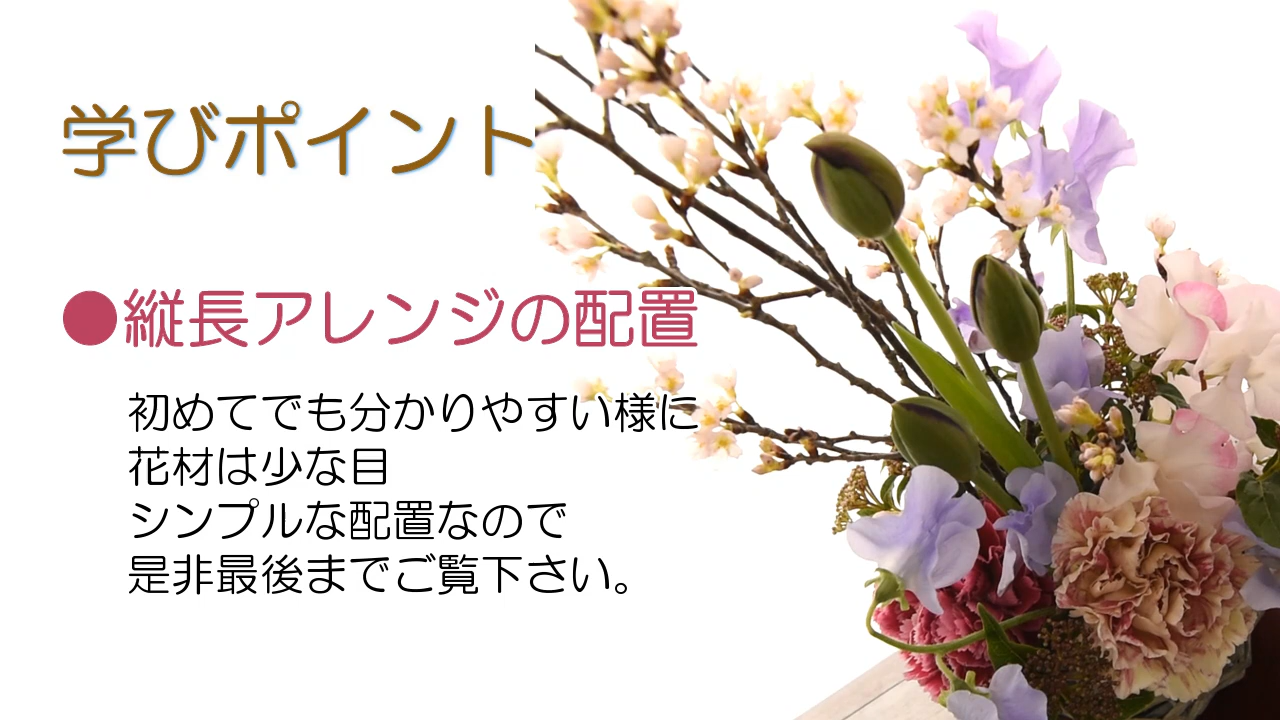 学びポイント
●縦長アレンジの配置
初めてでも分かりやすい様に
花材は少な目
シンプルな配置なので
是非最後までご覧下さい。